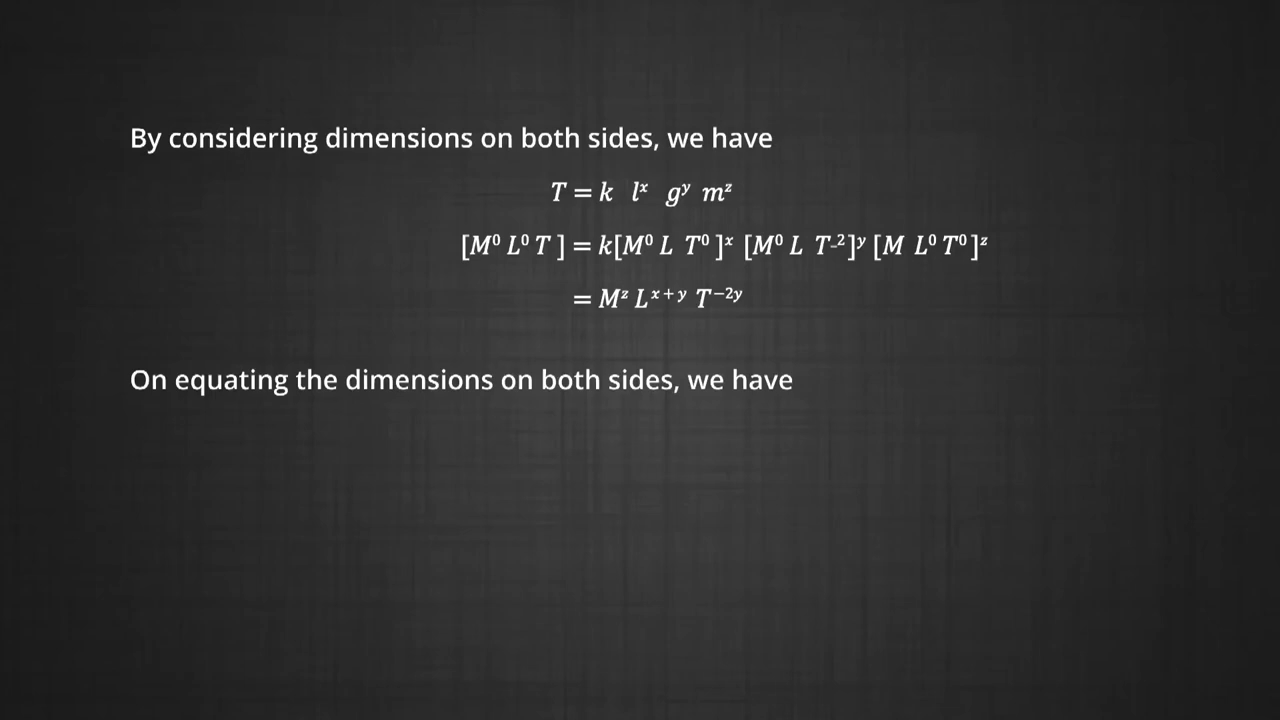 By considering dimensions on both sides, we have
T = k l^x g^y m^z
[M^0 L^0 T ] = k[M^0 L T^0 ]^x [M^0 L T^-2]^y [M L^0 T^0 ]^z
= M^z L^x+y T^−2y
On equating the dimensions on both sides, we have